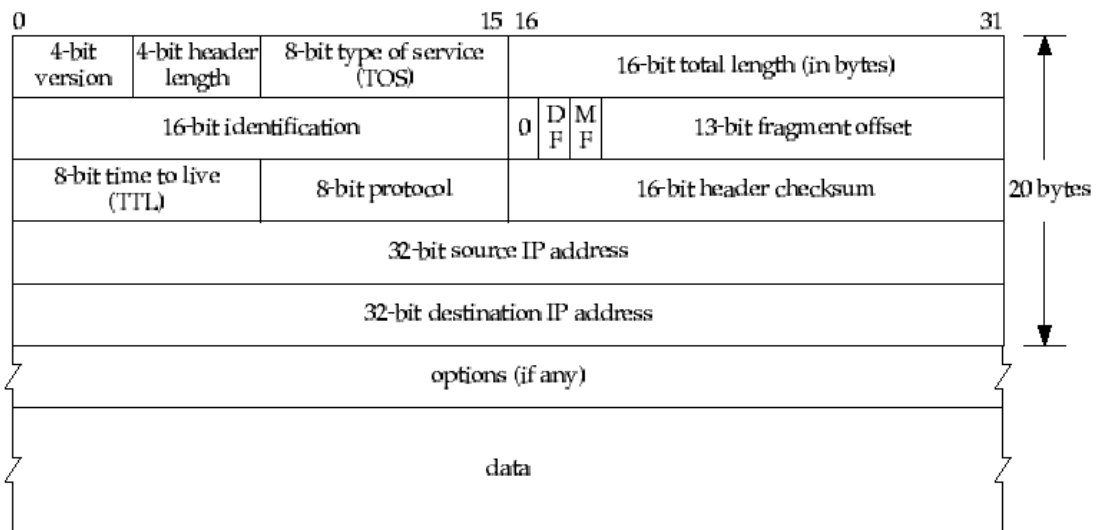 0 15 16 31
4-bit version
4-bit header length
8-bit type of service (TOS)
16-bit total length (in bytes)
16-bit identification
0
DF
MF
13-bit fragment offset
8-bit time to live (TTL)
8-bit protocol
16-bit header checksum
20 bytes
32-bit source IP address
32-bit destination IP address
options (if any)
data